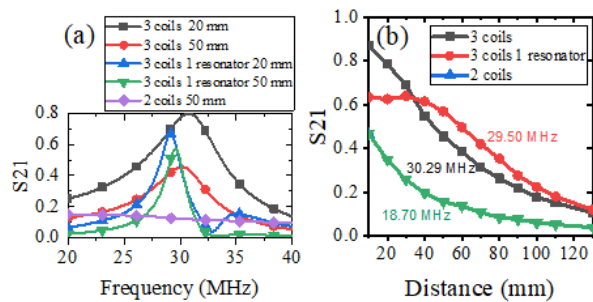 (a)
3 coils 20 mm
3 coils 50 mm
3 coils 1 resonator 20 mm
3 coils 1 resonator 50 mm
2 coils 50 mm
0.8
0.6
0.4
0.2
0.0
S21
20 25 30 35 40
Frequency (MHz)
(b)
3 coils
3 coils 1 resonator
2 coils
1.0
0.8
0.6
0.4
0.2
0.0
S21
29.50 MHz
30.29 MHz
18.70 MHz
20 40 60 80 100 120
Distance (mm)